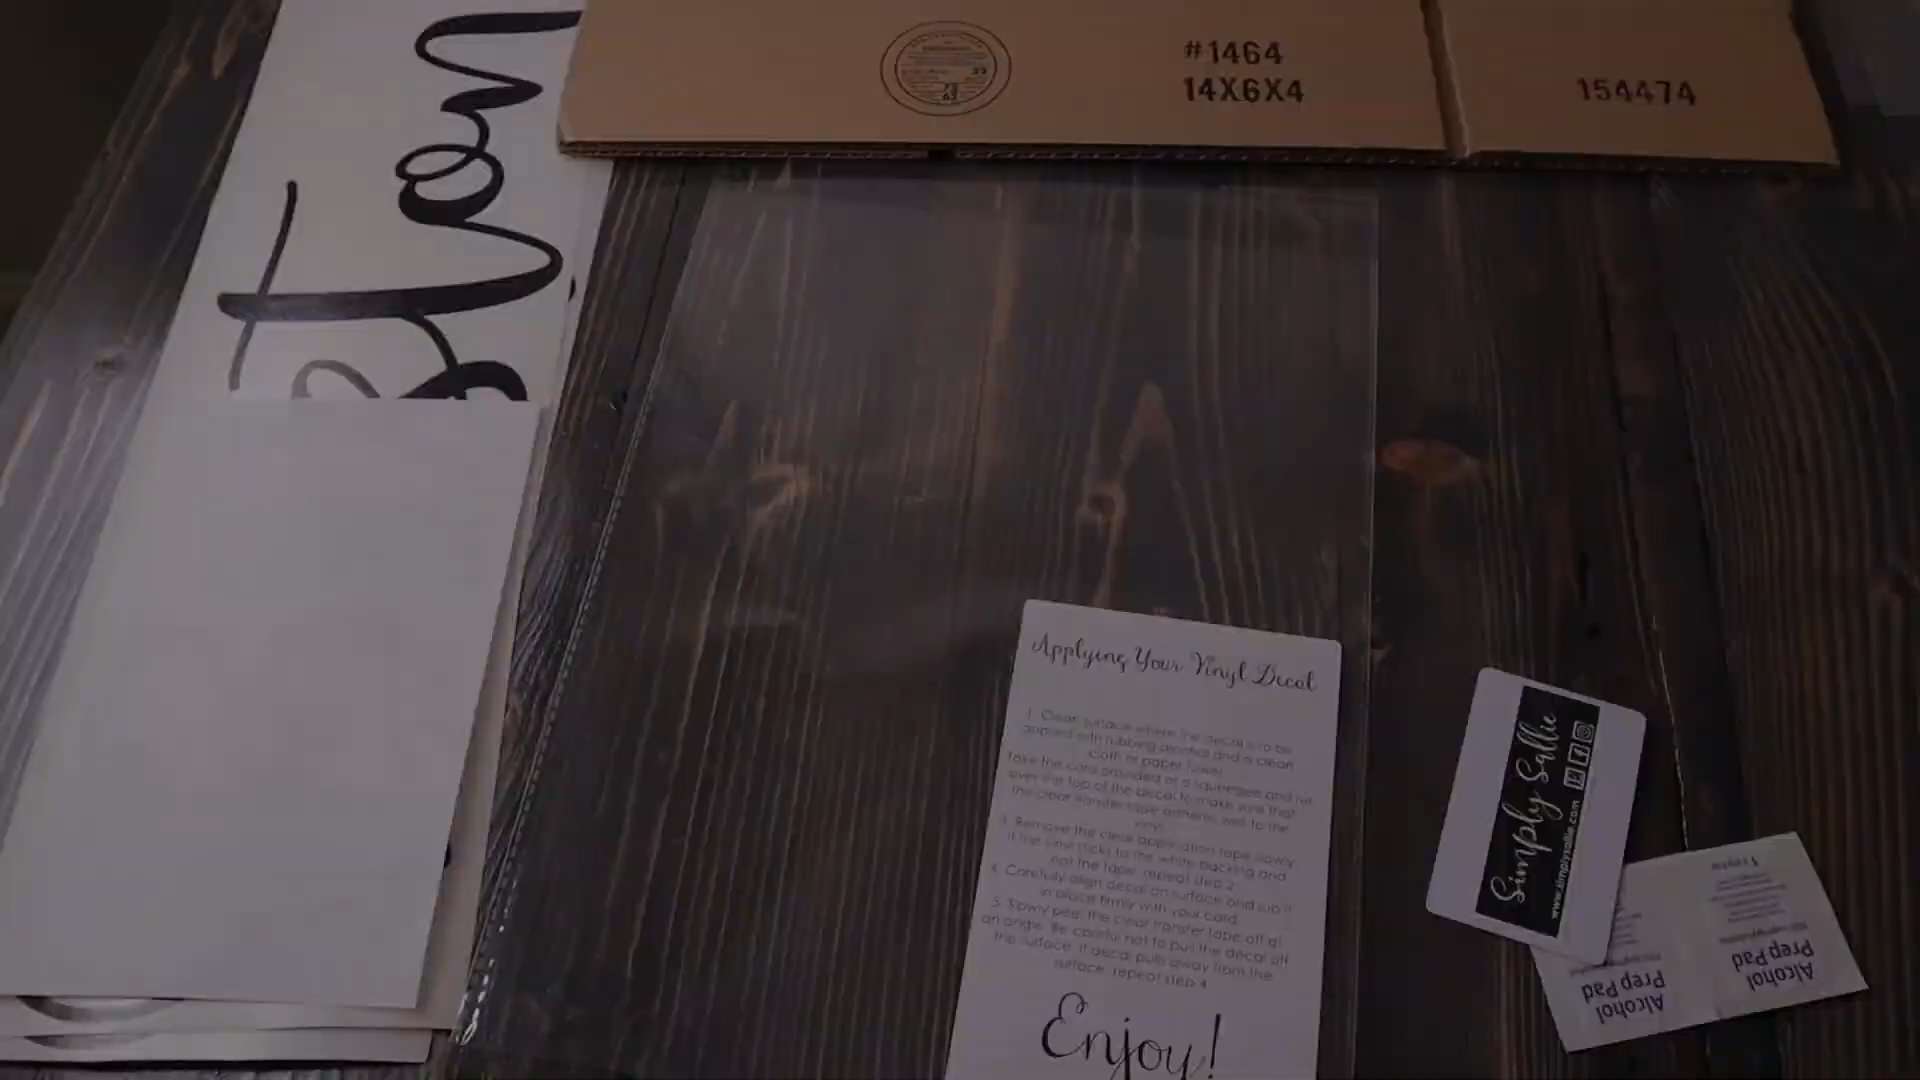 #1464
14X6X4
154474
Applying Your Vinyl Decal
1. Clean surface where the decal is to be
applied with rubbing alcohol and a clean
cloth or paper towel.
Take the card provided or a squeegee and rub
over the top of the decal to make sure that
the clear transfer tape adheres well to the
vinyl.
3. Remove the clear application tape slowly.
If the vinyl sticks to the white backing and
not the tape, repeat step 2.
4. Carefully align decal on surface and rub it
in place firmly with your card.
5. Slowly peel the clear transfer tape off at
an angle. Be careful not to pull the decal off
the surface. If decal pulls away from the
surface, repeat step 4.
Enjoy!
Simply Sallie
www.simplysallie.com
Alcohol
Prep Pad
Alcohol
Prep Pad